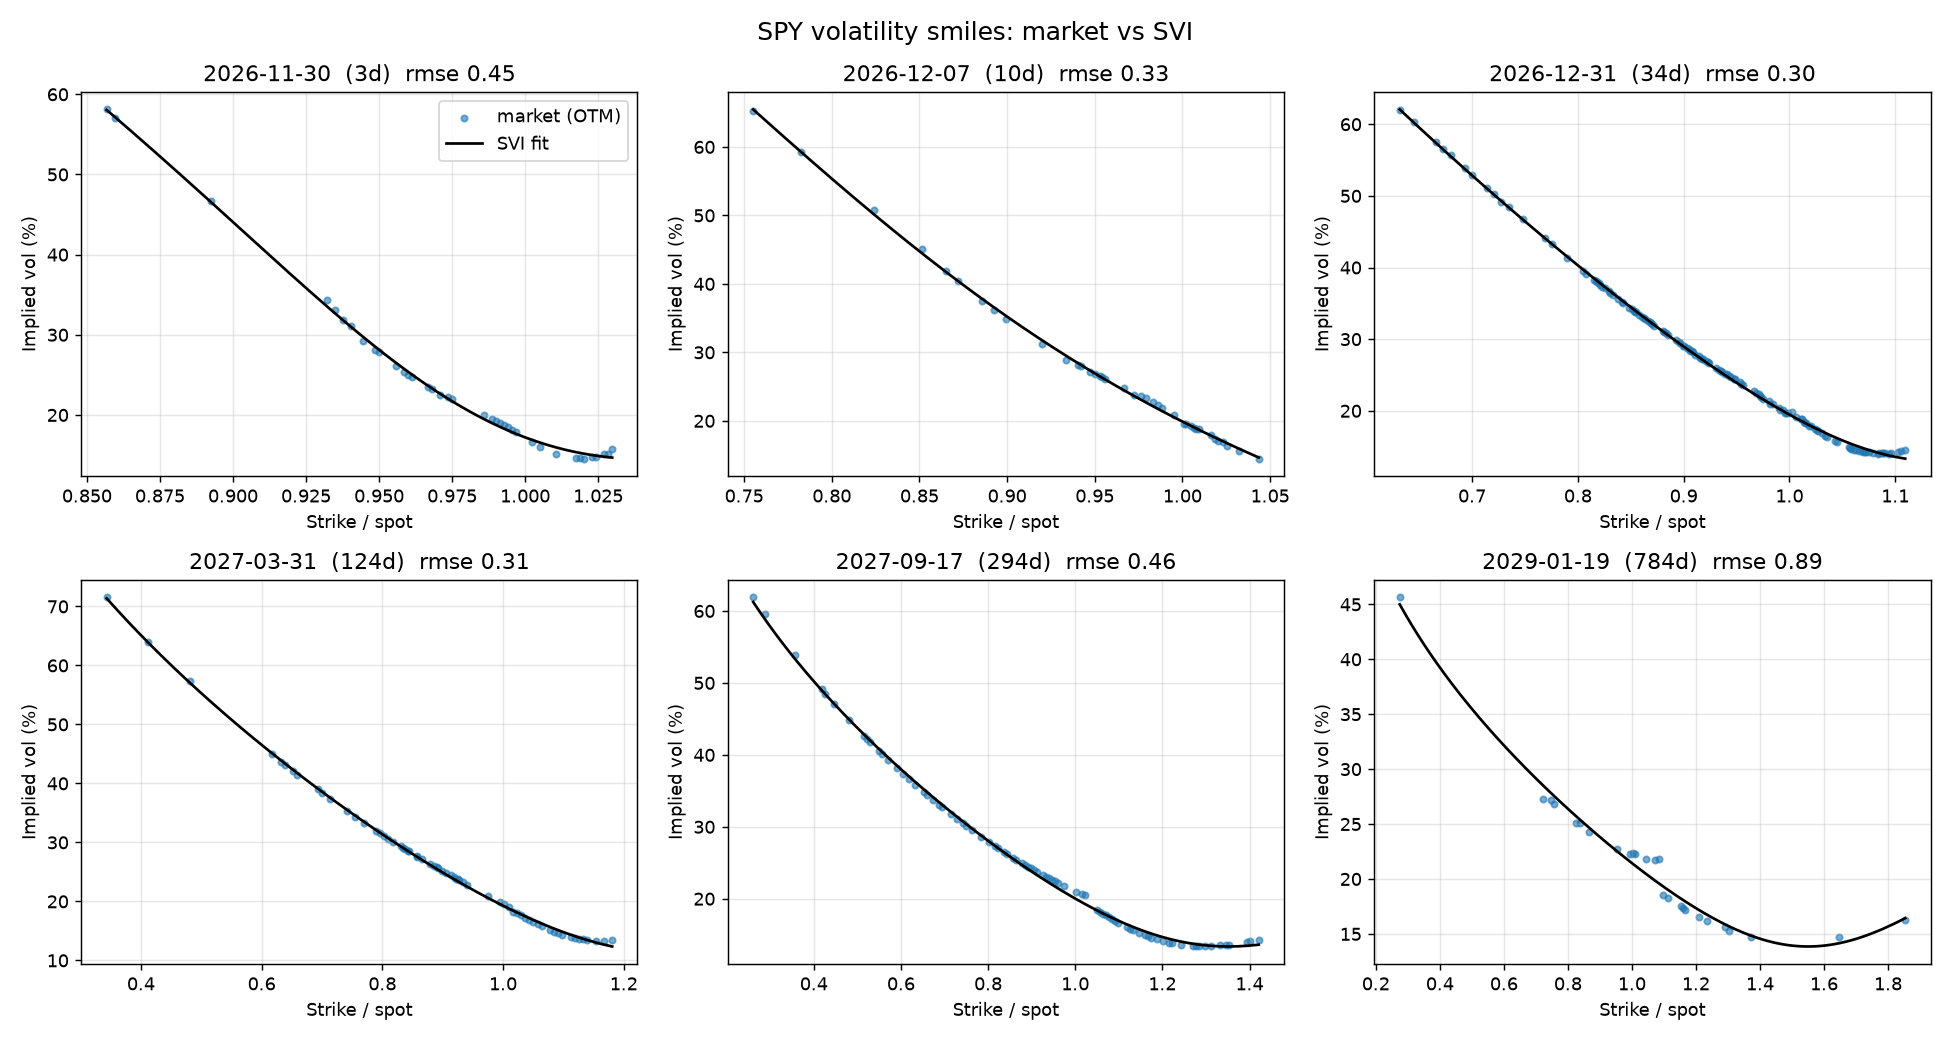 SPY volatility smiles: market vs SVI
2026-11-30  (3d)  rmse 0.45
60
50
40
30
20
Implied vol (%)
market (OTM)
SVI fit
0.850 0.875 0.900 0.925 0.950 0.975 1.000 1.025
Strike / spot
2026-12-07  (10d)  rmse 0.33
60
50
40
30
20
Implied vol (%)
0.75 0.80 0.85 0.90 0.95 1.00 1.05
Strike / spot
2026-12-31  (34d)  rmse 0.30
60
50
40
30
20
Implied vol (%)
0.7 0.8 0.9 1.0 1.1
Strike / spot
2027-03-31  (124d)  rmse 0.31
70
60
50
40
30
20
10
Implied vol (%)
0.4 0.6 0.8 1.0 1.2
Strike / spot
2027-09-17  (294d)  rmse 0.46
60
50
40
30
20
Implied vol (%)
0.4 0.6 0.8 1.0 1.2 1.4
Strike / spot
2029-01-19  (784d)  rmse 0.89
45
40
35
30
25
20
15
Implied vol (%)
0.2 0.4 0.6 0.8 1.0 1.2 1.4 1.6 1.8
Strike / spot